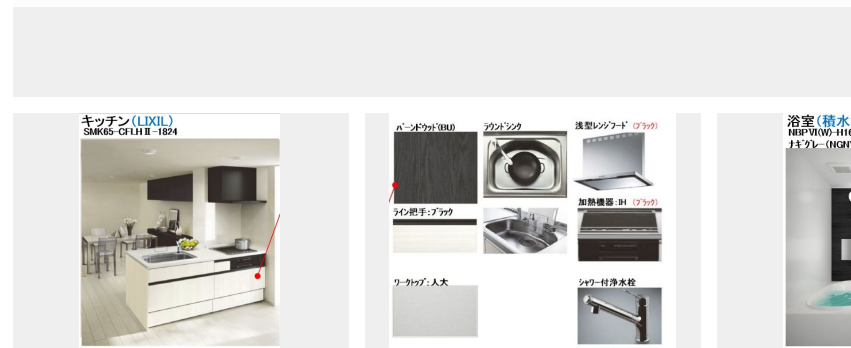 キッチン(LIXIL)
SMK65-CFLHⅡ-1824
バーンドウッド(BU)
ラウンドシンク
浅型レンジフード (ブラック)
ライン把手:ブラック
加熱機器:IH (ブラック)
ワークトップ:人大
シャワー付浄水栓
浴室(積水
NBPⅥ(W)-H16
ナギグレー(NGN